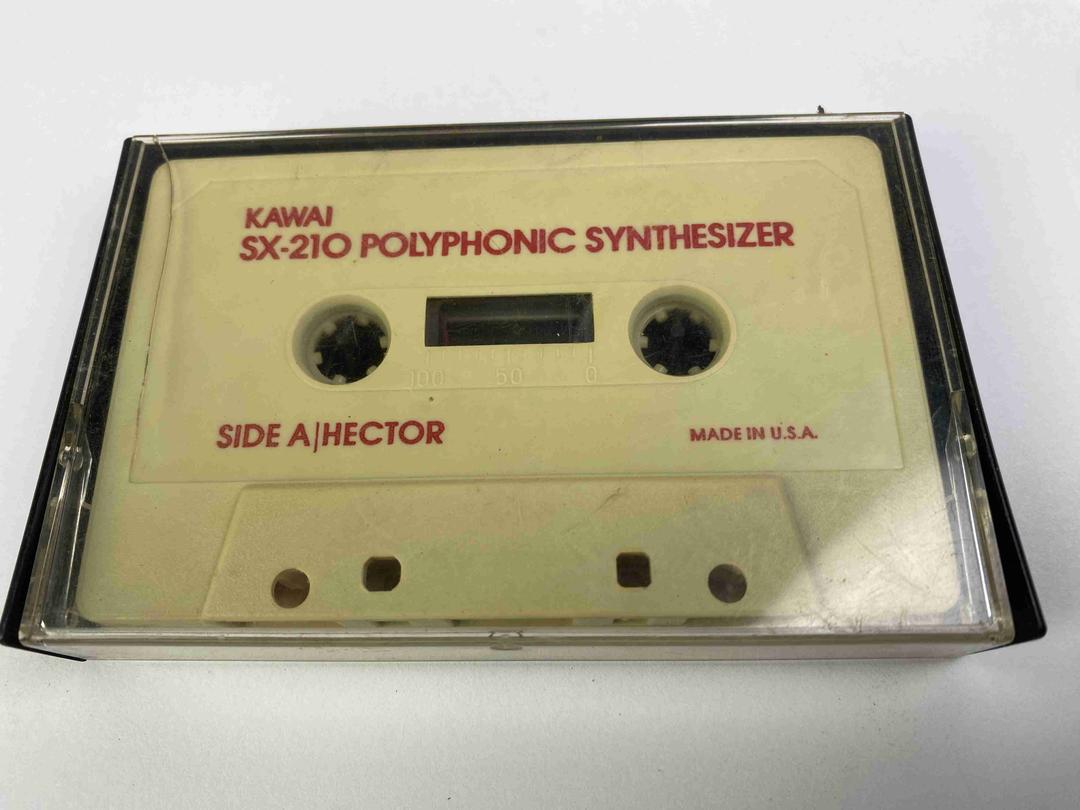 KAWAI
SX-210 POLYPHONIC SYNTHESIZER
100 50 0
SIDE A|HECTOR
MADE IN U.S.A.